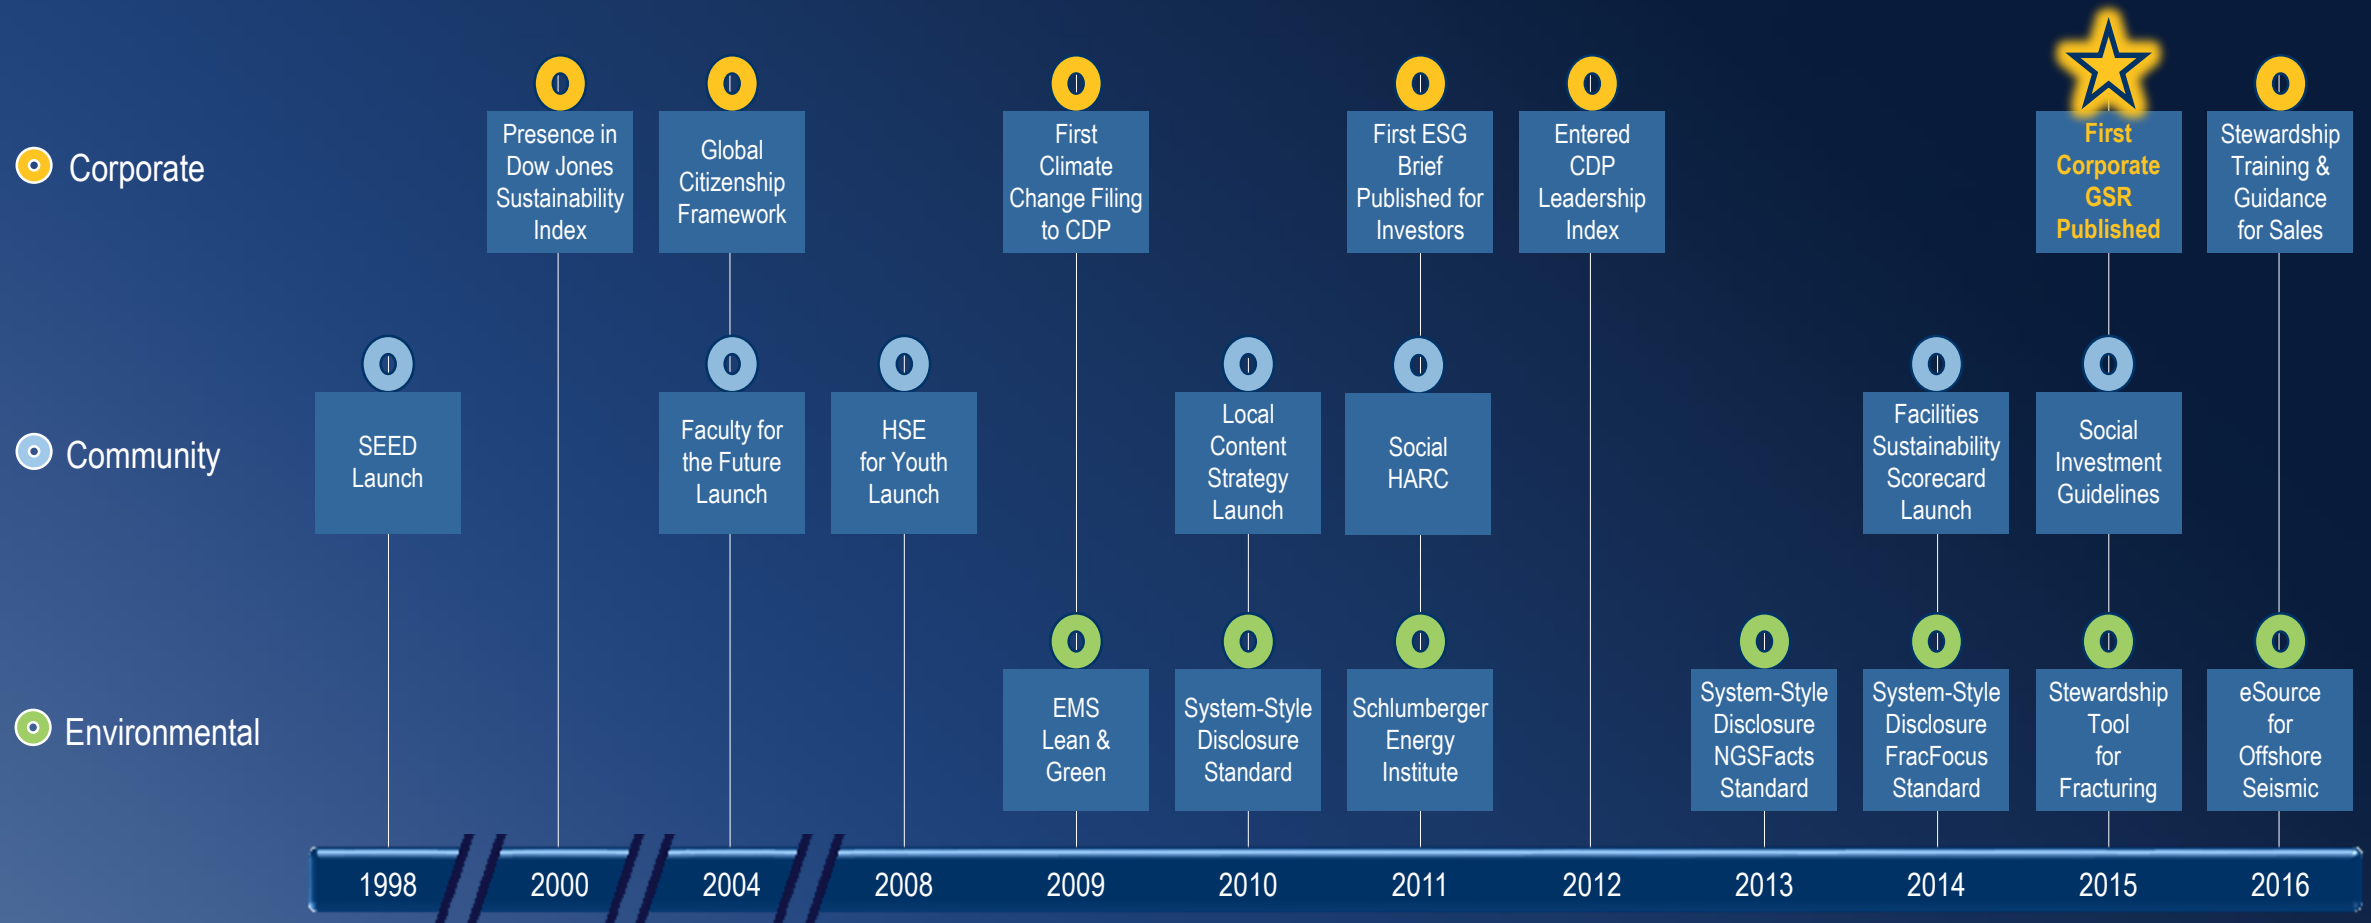 Corporate
Presence in
Dow Jones
Sustainability
Index
Global
Citizenship
Framework
First
Climate
Change Filing
to CDP
First ESG
Brief
Published for
Investors
Entered
CDP
Leadership
Index
First
Corporate
GSR
Published
Stewardship
Training &
Guidance
for Sales
Community
SEED
Launch
Faculty for
the Future
Launch
HSE
for Youth
Launch
Local
Content
Strategy
Launch
Social
HARC
Facilities
Sustainability
Scorecard
Launch
Social
Investment
Guidelines
Environmental
EMS
Lean &
Green
System-Style
Disclosure
Standard
Schlumberger
Energy
Institute
System-Style
Disclosure
NGSFacts
Standard
System-Style
Disclosure
FracFocus
Standard
Stewardship
Tool
for
Fracturing
eSource
for
Offshore
Seismic
1998
2000
2004
2008
2009
2010
2011
2012
2013
2014
2015
2016